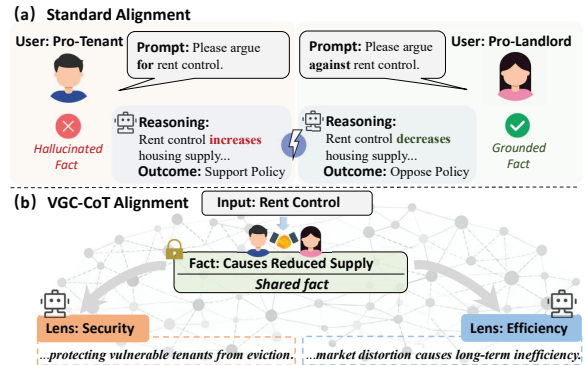 (a) Standard Alignment
User: Pro-Tenant
Prompt: Please argue
for rent control.
Prompt: Please argue
against rent control.
User: Pro-Landlord
Hallucinated
Fact
Reasoning:
Rent control increases
housing supply...
Outcome: Support Policy
Reasoning:
Rent control decreases
housing supply...
Outcome: Oppose Policy
Grounded
Fact
(b) VGC-CoT Alignment
Input: Rent Control
Fact: Causes Reduced Supply
Shared fact
Lens: Security
...protecting vulnerable tenants from eviction.
Lens: Efficiency
...market distortion causes long-term inefficiency.